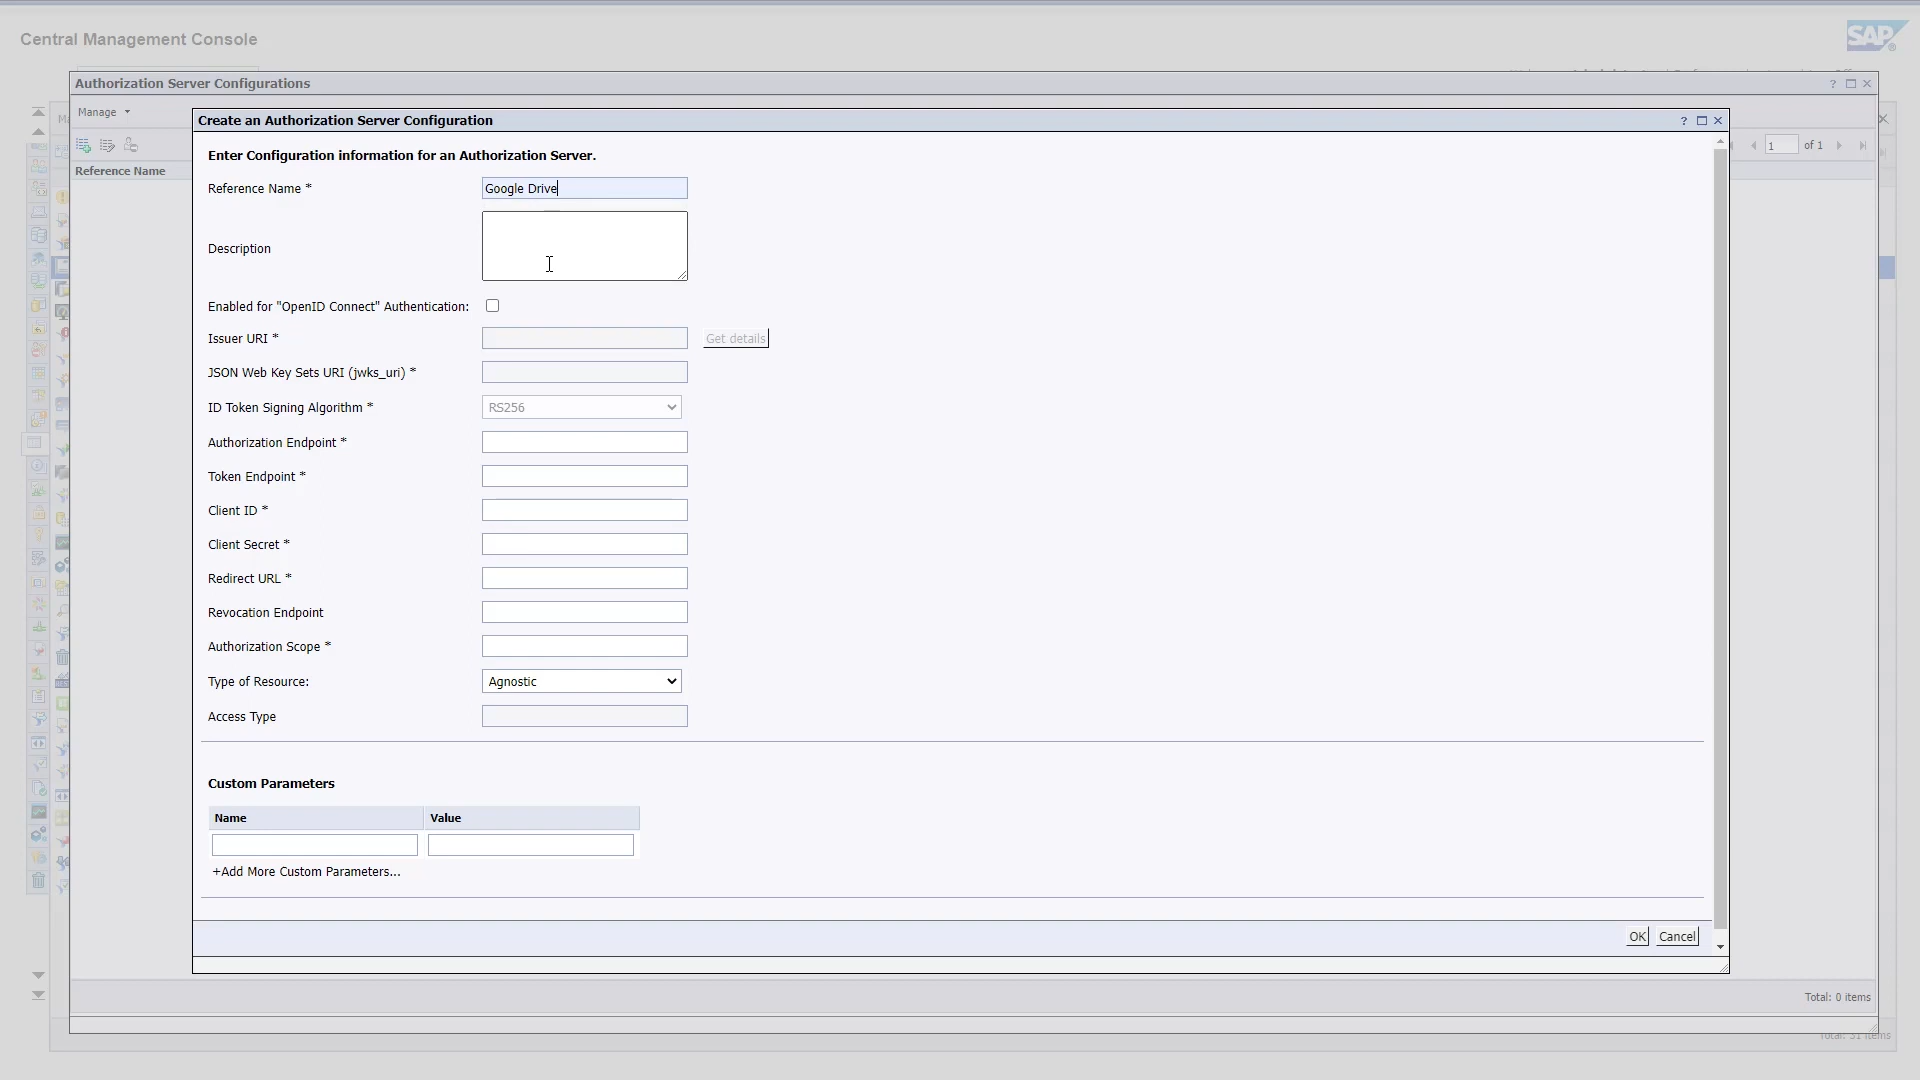 Central Management Console
SAP
Authorization Server Configurations
?
Manage
Create an Authorization Server Configuration
?
Enter Configuration information for an Authorization Server.
1 of 1
Reference Name
Reference Name *
Google Drive
Description
Enabled for "OpenID Connect" Authentication:
Issuer URI *
Get details
JSON Web Key Sets URI (jwks_uri) *
ID Token Signing Algorithm *
RS256
Authorization Endpoint *
Token Endpoint *
Client ID *
Client Secret *
Redirect URL *
Revocation Endpoint
Authorization Scope *
Type of Resource:
Agnostic
Access Type
Custom Parameters
Name Value
+Add More Custom Parameters...
OK Cancel
Total: 0 items
Total: 31 items